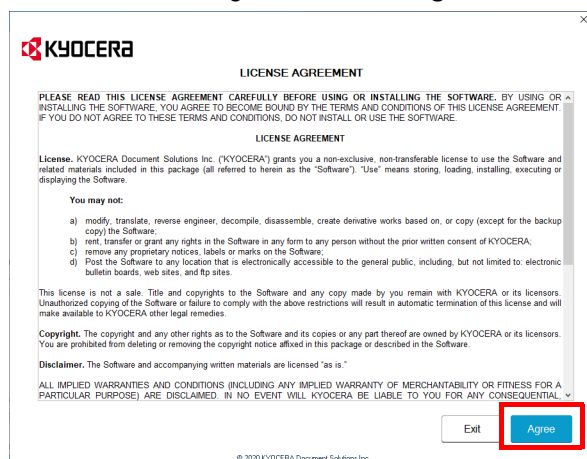 KYOCERA
LICENSE AGREEMENT
PLEASE READ THIS LICENSE AGREEMENT CAREFULLY BEFORE USING OR INSTALLING THE SOFTWARE. BY USING OR
INSTALLING THE SOFTWARE, YOU AGREE TO BECOME BOUND BY THE TERMS AND CONDITIONS OF THIS LICENSE AGREEMENT.
IF YOU DO NOT AGREE TO THESE TERMS AND CONDITIONS, DO NOT INSTALL OR USE THE SOFTWARE.
LICENSE AGREEMENT
License. KYOCERA Document Solutions Inc. ("KYOCERA") grants you a non-exclusive, non-transferable license to use the Software and
related materials included in this package (all referred to herein as the "Software"). "Use" means storing, loading, installing, executing or
displaying the Software.
You may not:
a) modify, translate, reverse engineer, decompile, disassemble, create derivative works based on, or copy (except for the backup
copy) the Software;
b) rent, transfer or grant any rights in the Software in any form to any person without the prior written consent of KYOCERA;
c) remove any proprietary notices, labels or marks on the Software;
d) Post the Software to any location that is electronically accessible to the general public, including, but not limited to: electronic
bulletin boards, web sites, and ftp sites.
This license is not a sale. Title and copyrights to the Software and any copy made by you remain with KYOCERA or its licensors.
Unauthorized copying of the Software or failure to comply with the above restrictions will result in automatic termination of this license and will
make available to KYOCERA other legal remedies.
Copyright. The copyright and any other rights as to the Software and its copies or any part thereof are owned by KYOCERA or its licensors.
You are prohibited from deleting or removing the copyright notice affixed in this package or described in the Software.
Disclaimer. The Software and accompanying written materials are licensed "as is."
ALL IMPLIED WARRANTIES AND CONDITIONS (INCLUDING ANY IMPLIED WARRANTY OF MERCHANTABILITY OR FITNESS FOR A
PARTICULAR PURPOSE) ARE DISCLAIMED. IN NO EVENT WILL KYOCERA BE LIABLE TO YOU FOR ANY CONSEQUENTIAL,
Exit
Agree
© 2020 KYOCERA Document Solutions Inc.